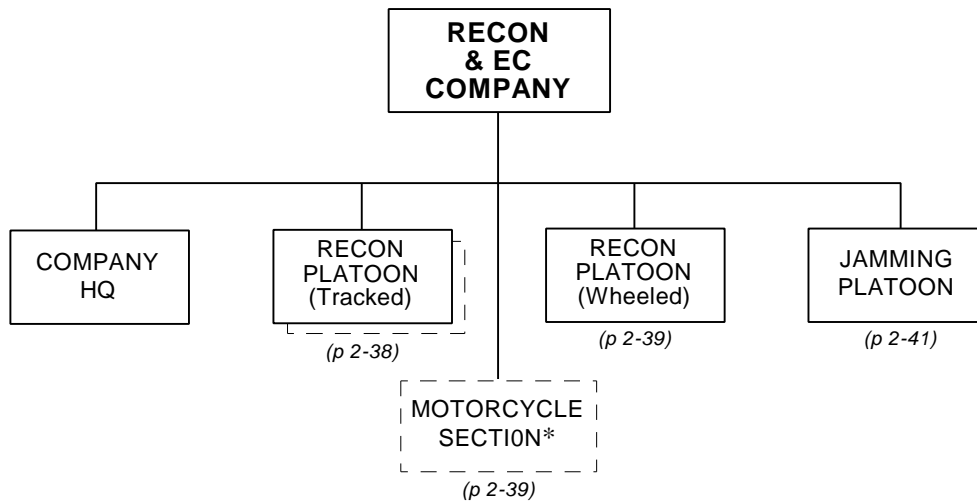 RECON
& EC
COMPANY
COMPANY
HQ
RECON
PLATOON
(Tracked)
(p 2-38)
RECON
PLATOON
(Wheeled)
(p 2-39)
JAMMING
PLATOON
(p 2-41)
MOTORCYCLE
SECTI0N*
(p 2-39)